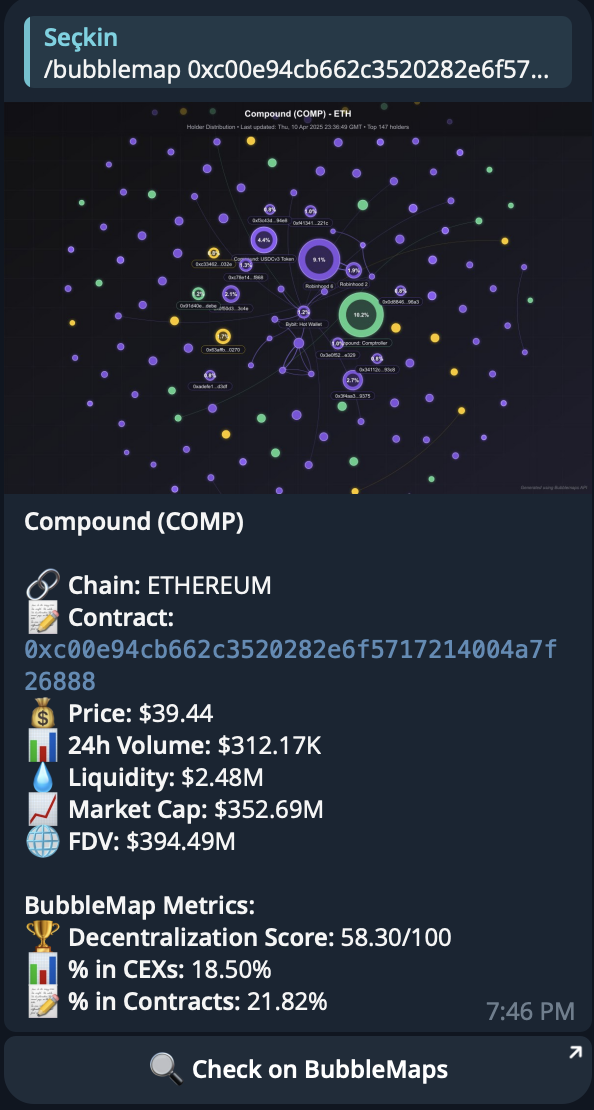 Seçkin
/bubblemap 0xc00e94cb662c3520282e6f57...
Compound (COMP) - ETH
Holder Distribution • Last updated: Thu, 10 Apr 2025 23:36:49 GMT • Top 147 holders
4.4%
Compound: USDCv3 Token
9.1%
Robinhood 6
1.9%
Robinhood 2
2.1%
1.2%
Bybit: Hot Wallet
10.2%
2.7%
Compound (COMP)
Chain: ETHEREUM
Contract:
0xc00e94cb662c3520282e6f5717214004a7f
26888
Price: $39.44
24h Volume: $312.17K
Liquidity: $2.48M
Market Cap: $352.69M
FDV: $394.49M
BubbleMap Metrics:
Decentralization Score: 58.30/100
% in CEXs: 18.50%
% in Contracts: 21.82%
7:46 PM
Check on BubbleMaps